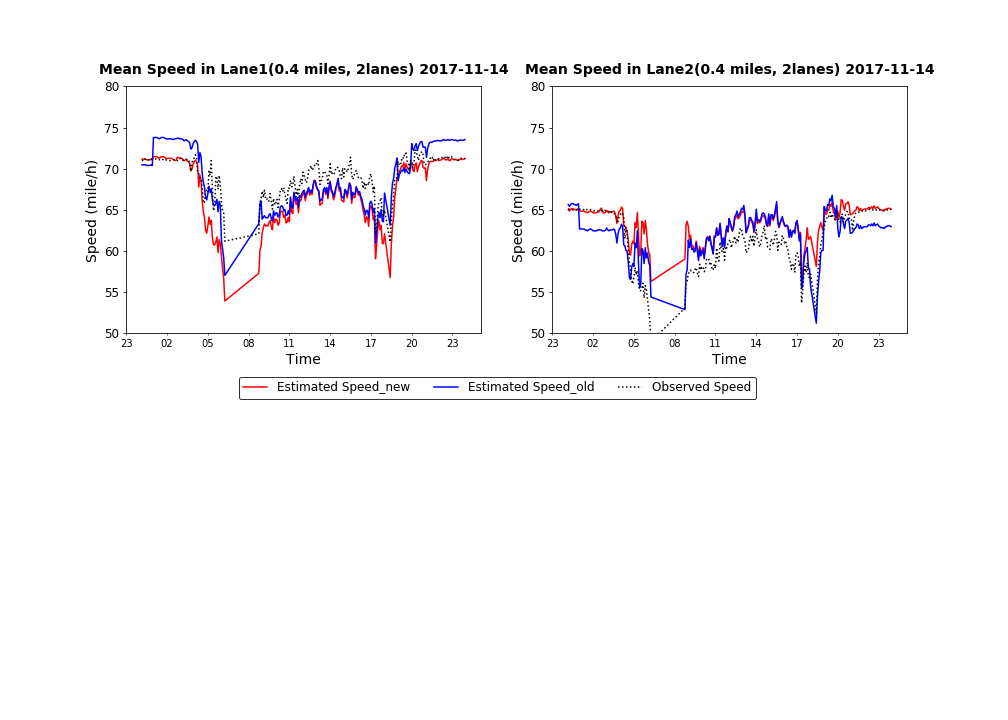 Mean Speed in Lane1(0.4 miles, 2lanes) 2017-11-14
Mean Speed in Lane2(0.4 miles, 2lanes) 2017-11-14
80
75
70
65
60
55
50
Speed (mile/h)
23 02 05 08 11 14 17 20 23
Time
80
75
70
65
60
55
50
Speed (mile/h)
23 02 05 08 11 14 17 20 23
Time
Estimated Speed_new Estimated Speed_old Observed Speed